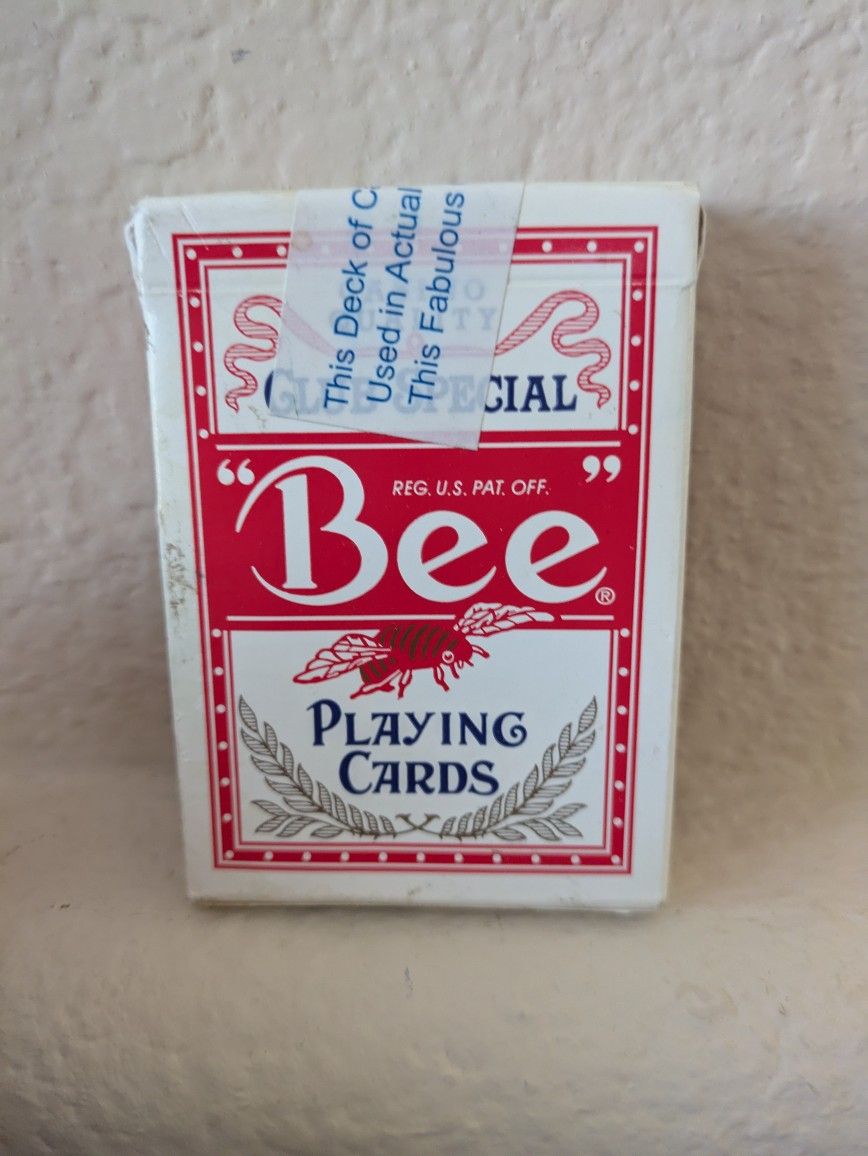 This Deck of
Used in Actual
This Fabulous
CLUB SPECIAL
“Bee”®
REG. U.S. PAT. OFF.
PLAYING
CARDS